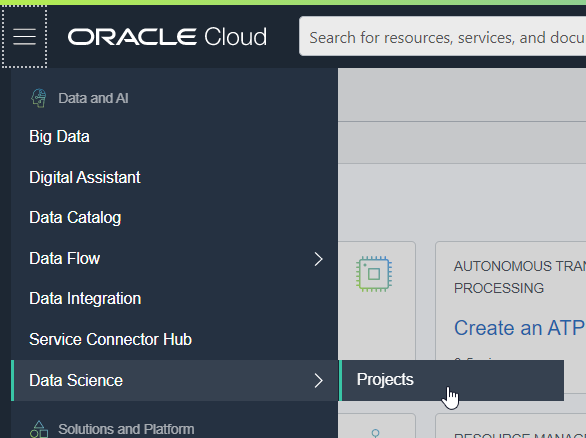 ORACLE Cloud
Search for resources, services, and docu
Data and AI
Big Data
Digital Assistant
Data Catalog
Data Flow
Data Integration
Service Connector Hub
Data Science
Projects
Solutions and Platform
AUTONOMOUS TRAN
PROCESSING
Create an ATP
RESOURCE MANAG